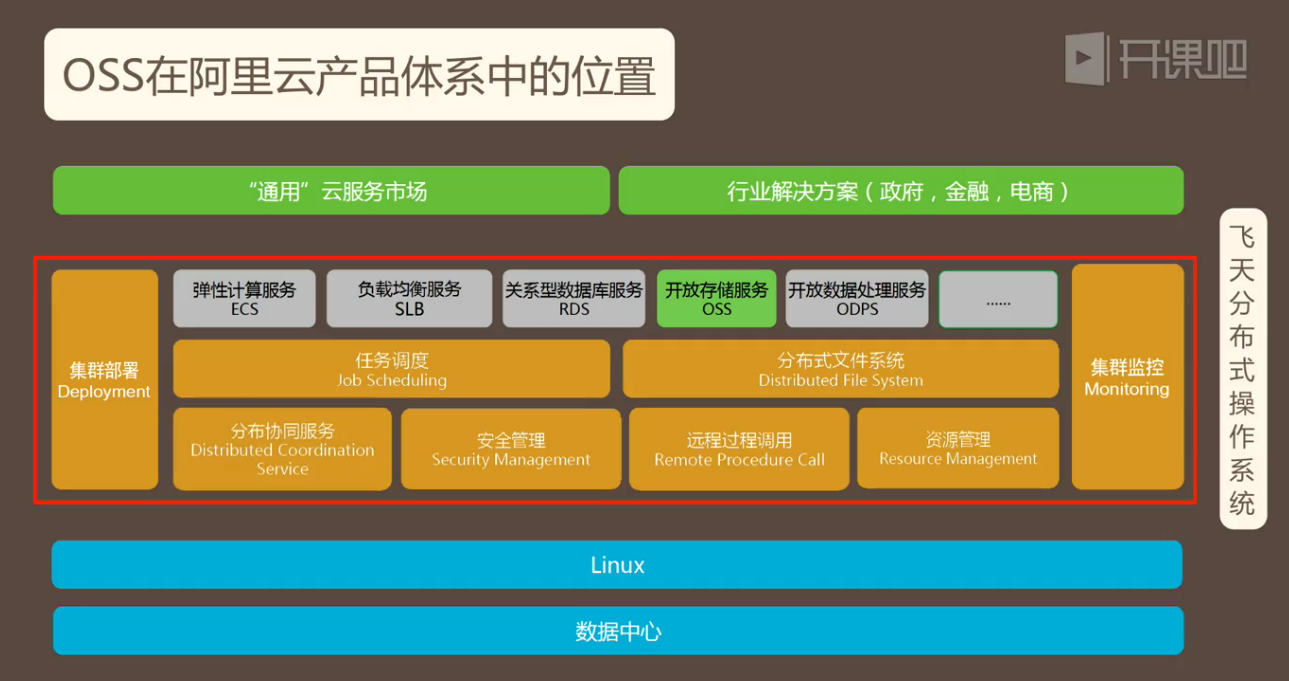 OSS在阿里云产品体系中的位置
开课吧
“通用”云服务市场
行业解决方案(政府,金融,电商)
飞天分布式操作系统
集群部署
Deployment
弹性计算服务
ECS
负载均衡服务
SLB
关系型数据库服务
RDS
开放存储服务
OSS
开放数据处理服务
ODPS
......
集群监控
Monitoring
任务调度
Job Scheduling
分布式文件系统
Distributed File System
分布协同服务
Distributed Coordination
Service
安全管理
Security Management
远程过程调用
Remote Procedure Call
资源管理
Resource Management
Linux
数据中心